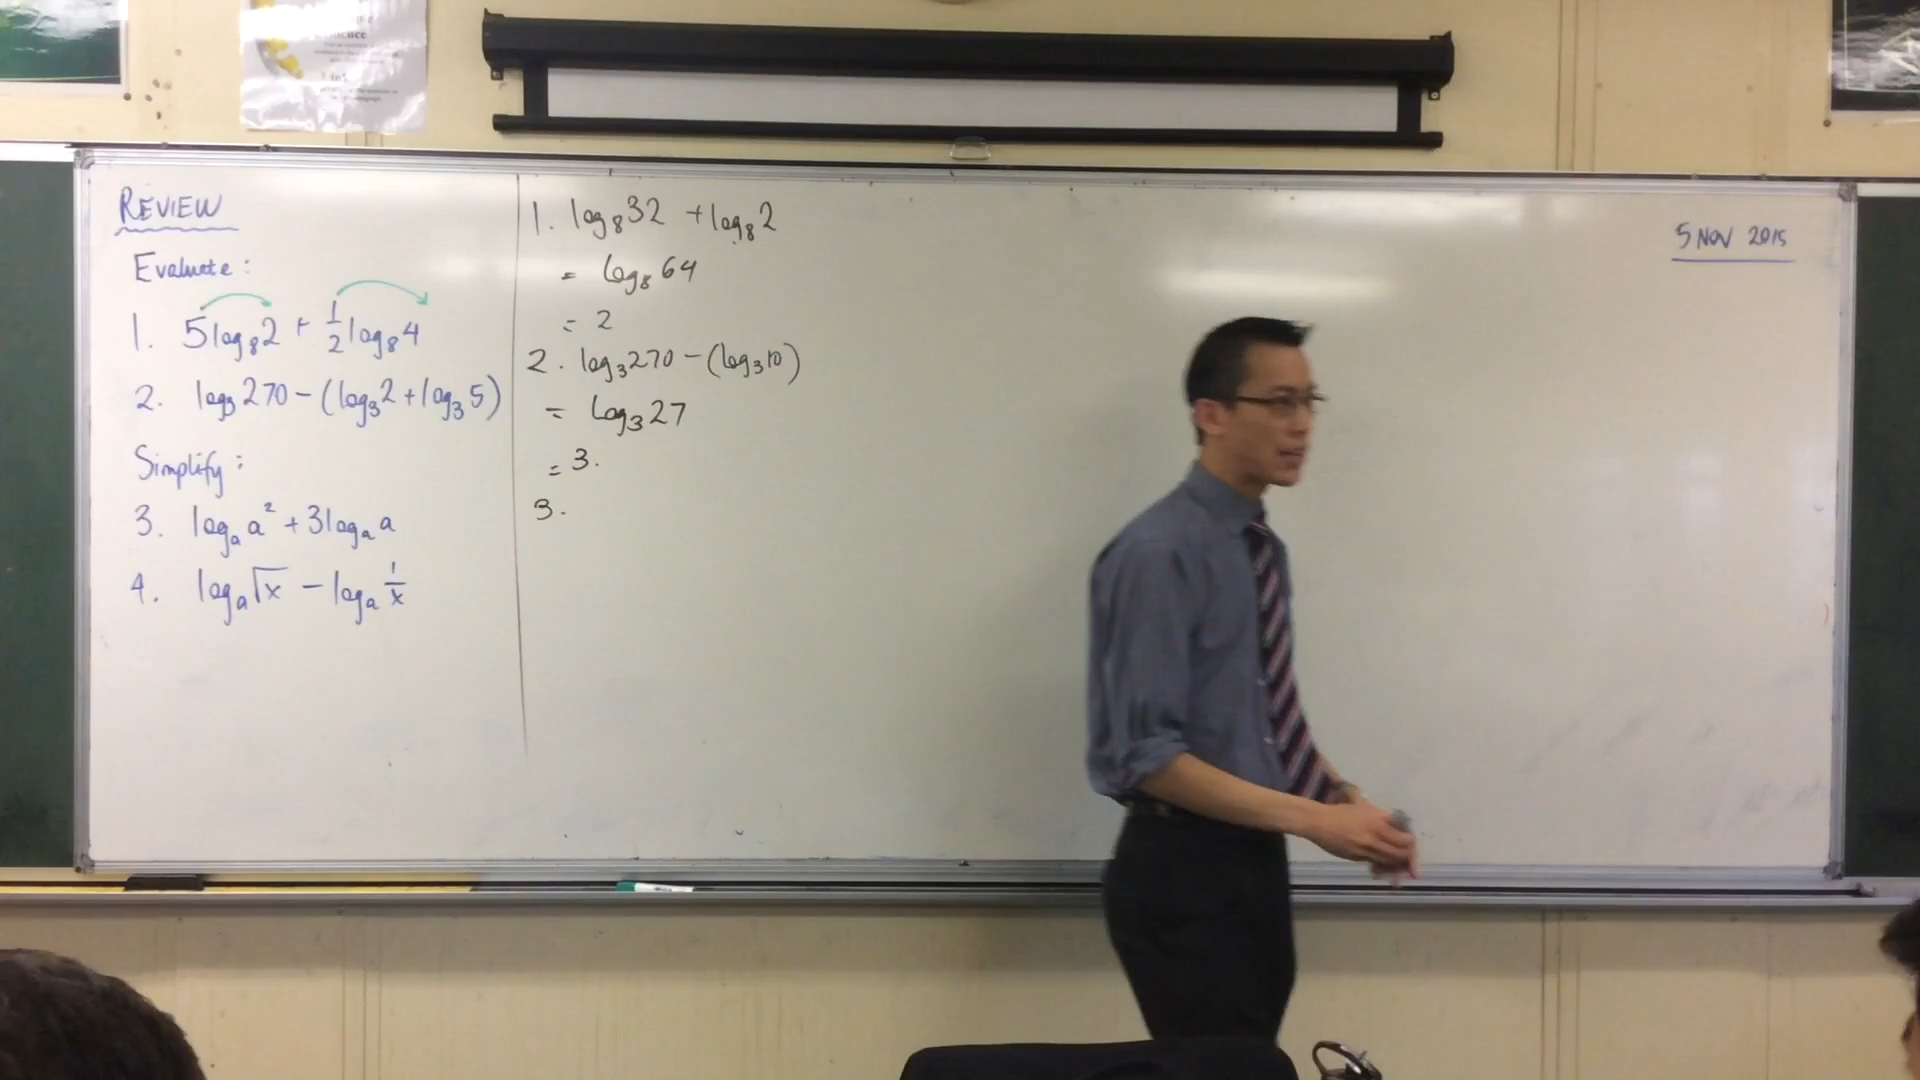 REVIEW
Evaluate:
1. 5log₈2 + ½log₈4
2. log₃270 – (log₃2 + log₃5)
Simplify:
3. logₐa² + 3logₐa
4. logₐ√x – logₐ 1/x
1. log₈32 + log₈2
= log₈64
= 2
2. log₃270 – (log₃10)
= log₃27
= 3.
3.
5 NOV 2015